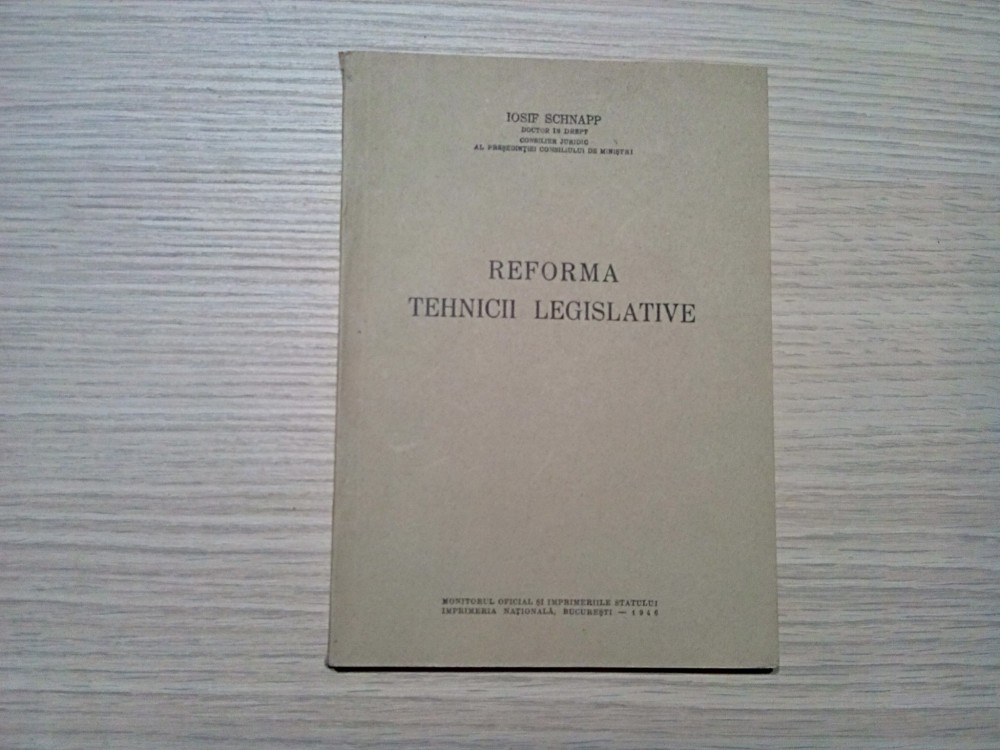 IOSIF SCHNAPP
DOCTOR IN DREPT
CONSILIER JURIDIC
AL PREȘEDINȚIEI CONSILIULUI DE MINIȘTRI
REFORMA
TEHNICII LEGISLATIVE
MONITORUL OFICIAL ȘI IMPRIMERIILE STATULUI
IMPRIMERIA NAȚIONALĂ, BUCUREȘTI — 1946